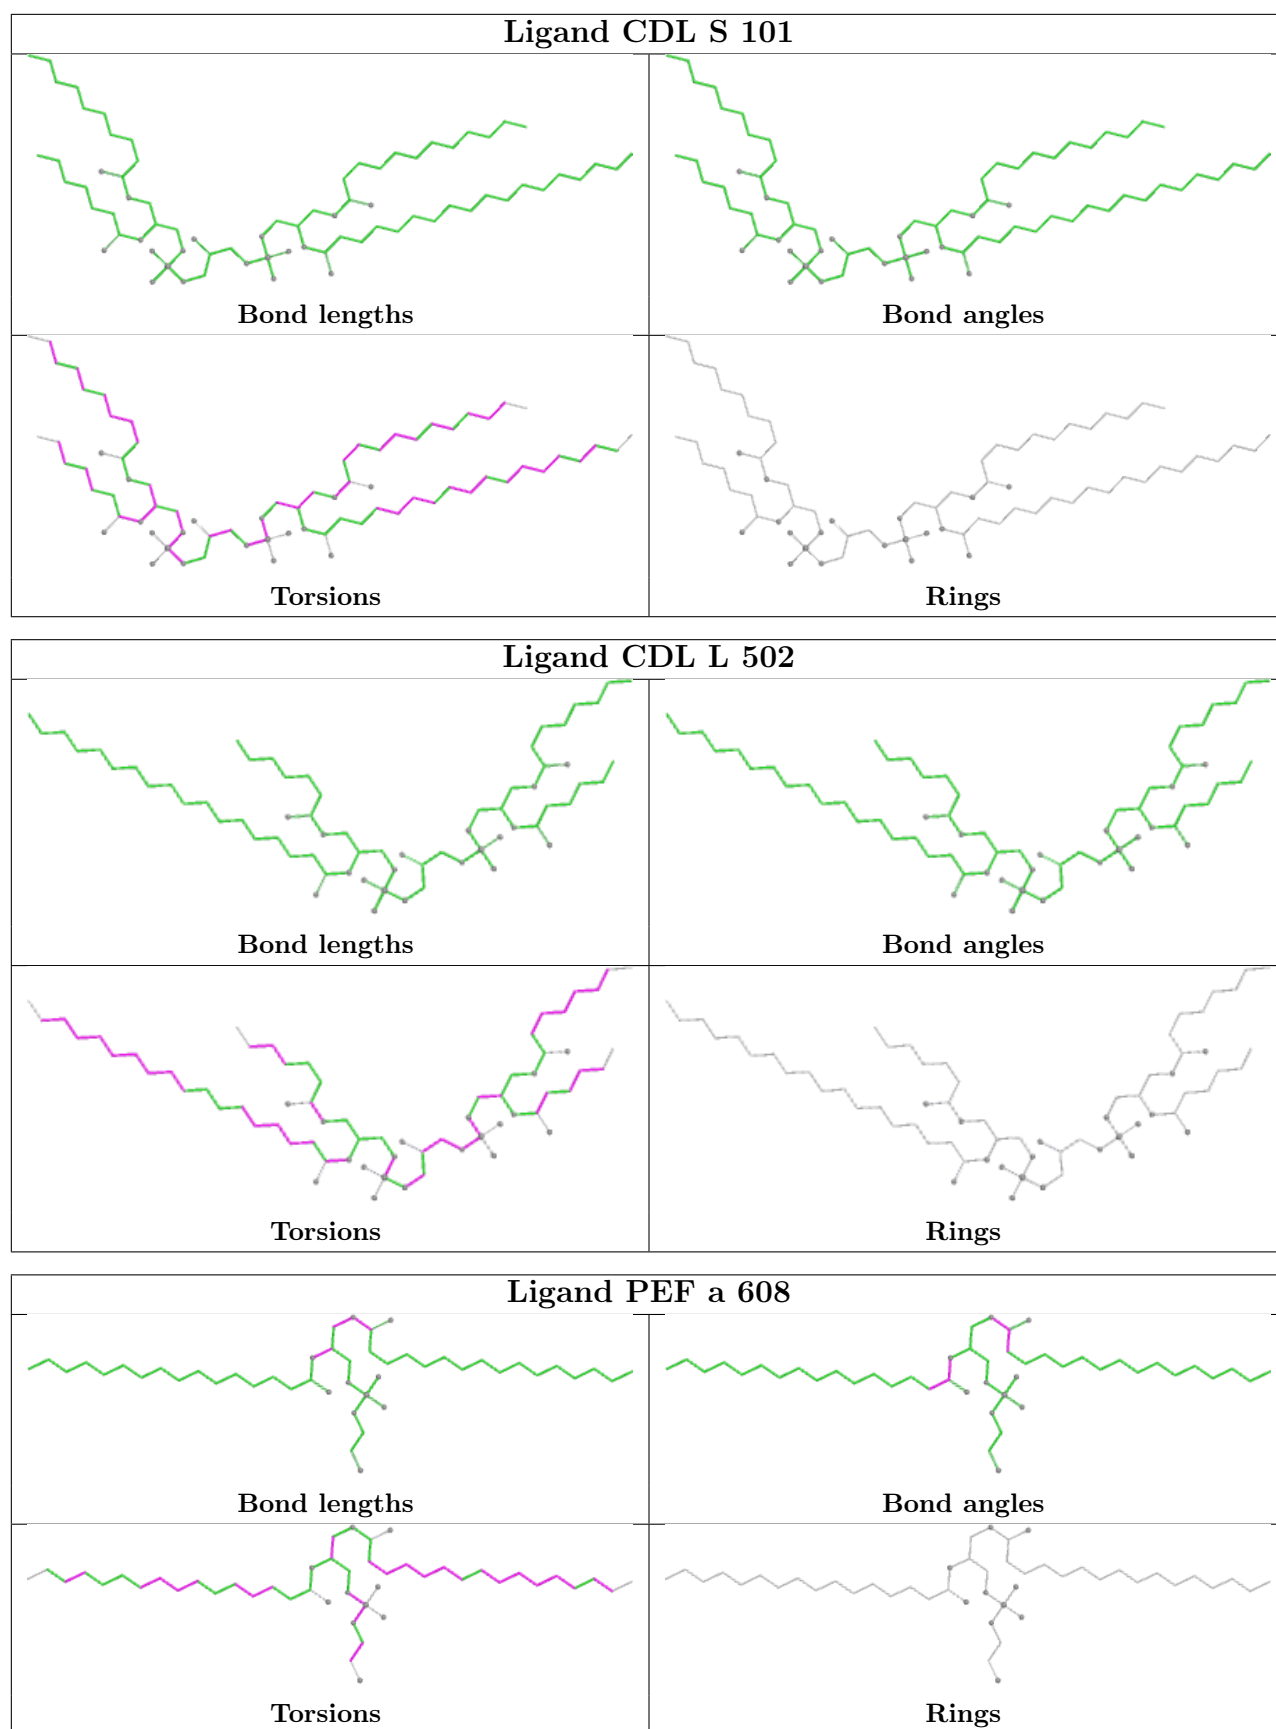 Ligand CDL S 101
Bond lengths
Bond angles
Torsions
Rings
Ligand CDL L 502
Bond lengths
Bond angles
Torsions
Rings
Ligand PEF a 608
Bond lengths
Bond angles
Torsions
Rings